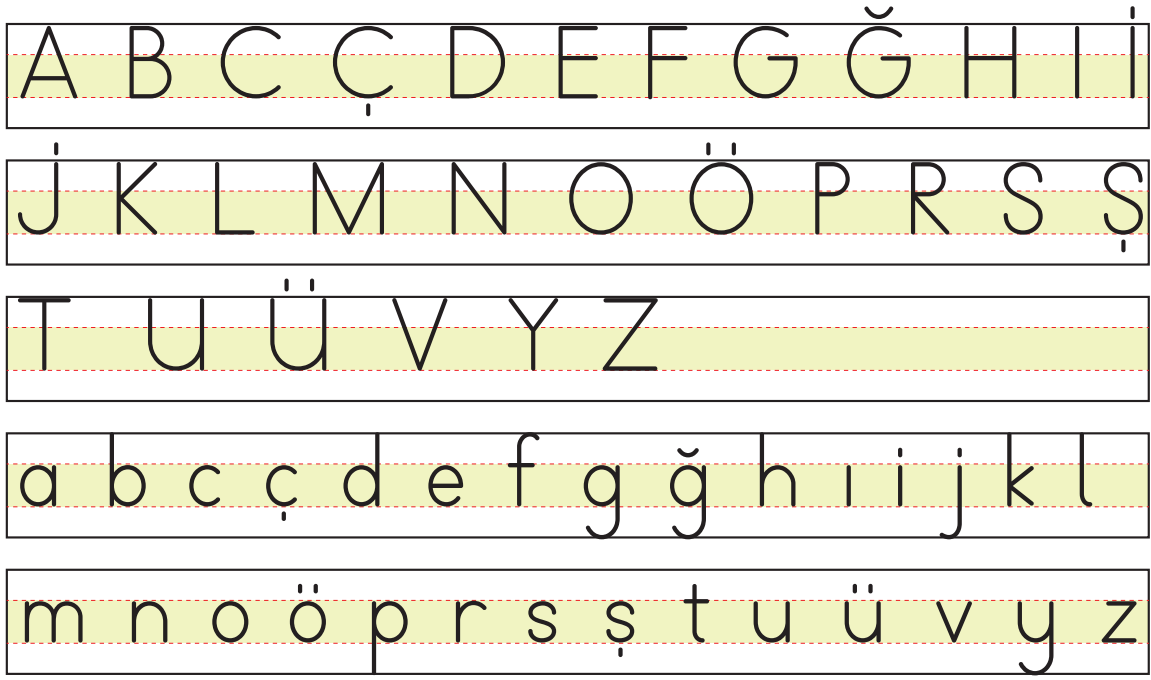 A B C Ç D E F G Ğ H I İ
J K L M N O Ö P R S Ş
T U Ü V Y Z
a b c ç d e f g ğ h ı i j k l
m n o ö p r s ş t u ü v y z